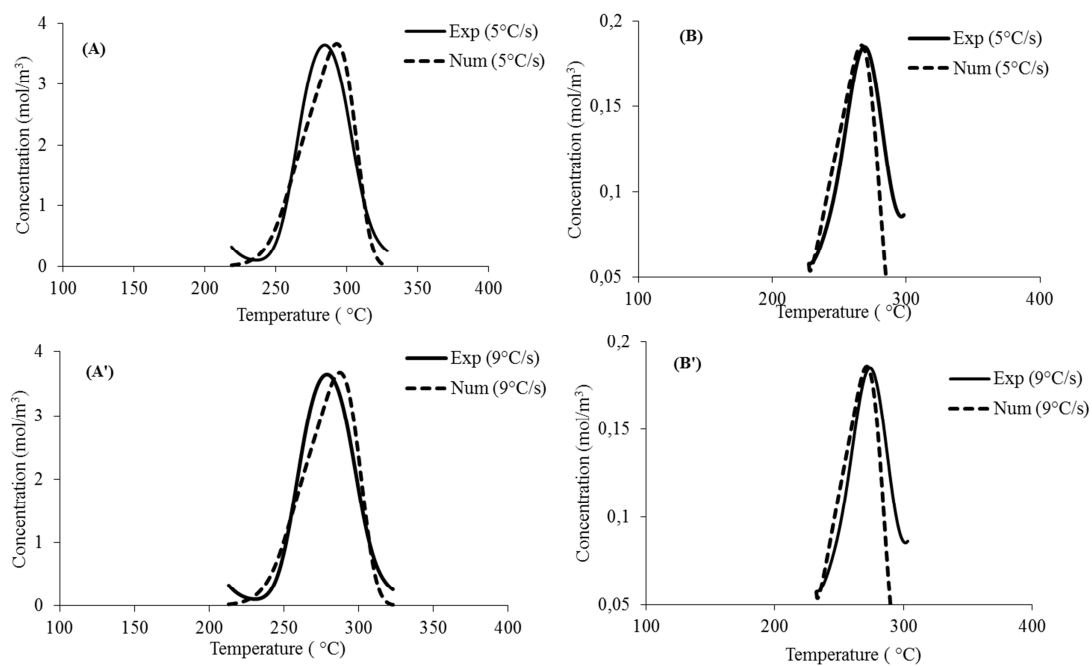 (A)
Exp (5°C/s)
Num (5°C/s)
Concentration (mol/m³)
4
3
2
1
0
100 150 200 250 300 350 400
Temperature ( °C)
(B)
Exp (5°C/s)
Num (5°C/s)
Concentration (mol/m³)
0,2
0,15
0,1
0,05
100 200 300 400
Temperature ( °C)
(A')
Exp (9°C/s)
Num (9°C/s)
Concentration (mol/m³)
4
3
2
1
0
100 150 200 250 300 350 400
Temperature ( °C)
(B')
Exp (9°C/s)
Num (9°C/s)
Concentration (mol/m³)
0,2
0,15
0,1
0,05
100 200 300 400
Temperature ( °C)